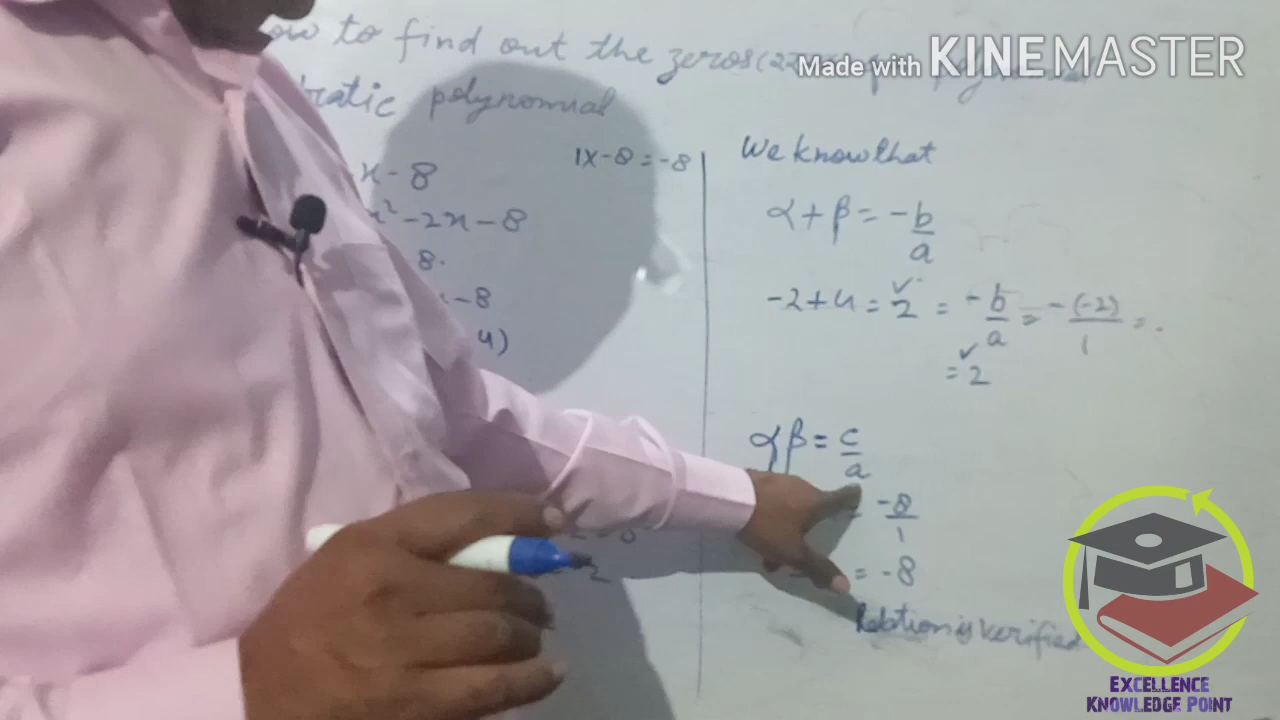 ow to find out the zeros
Made with KINEMASTER
ratic polynomial
1x-8=-8
x-8
x²-2x-8
8.
-8
4)
2
We know that
α+β=-b/a
-2+4=2=-b/a=-(-2)/1=.
=2
αβ=c/a
=-8/1
=-8
Relation is verified
EXCELLENCE
KNOWLEDGE POINT